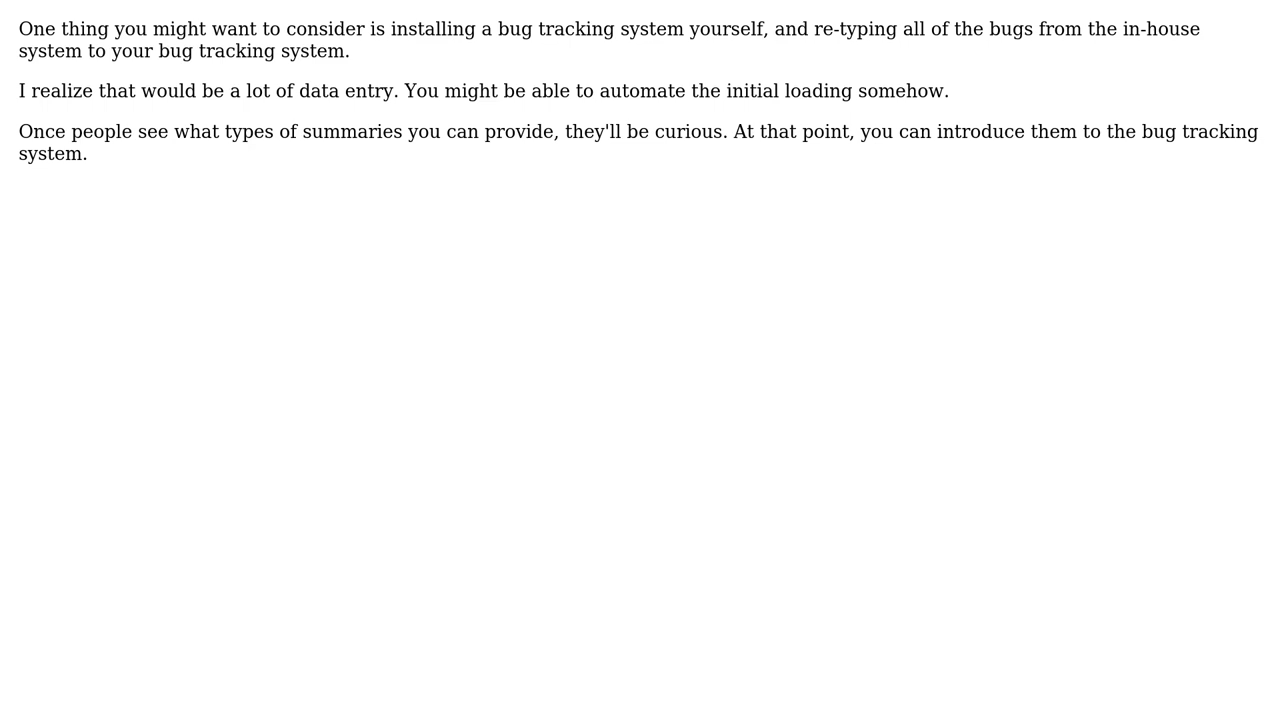 One thing you might want to consider is installing a bug tracking system yourself, and re-typing all of the bugs from the in-house
system to your bug tracking system.
I realize that would be a lot of data entry. You might be able to automate the initial loading somehow.
Once people see what types of summaries you can provide, they'll be curious. At that point, you can introduce them to the bug tracking
system.